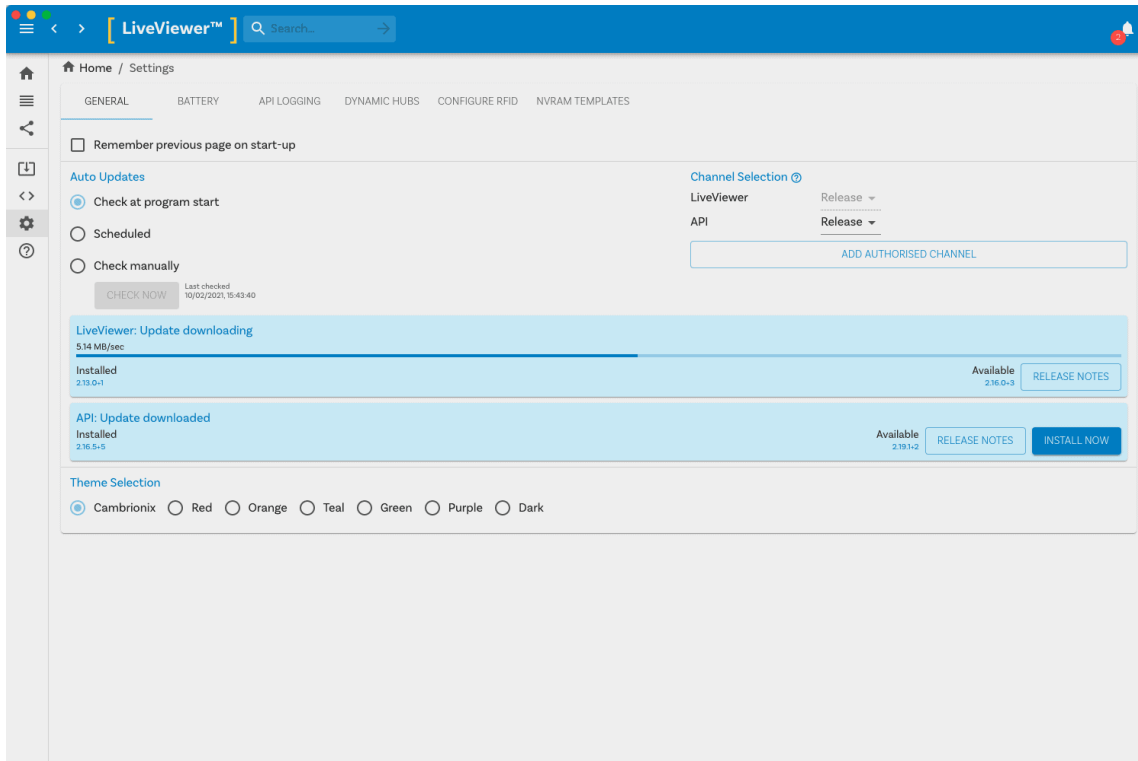 [ LiveViewer™ ] Search... 2
Home / Settings
GENERAL BATTERY API LOGGING DYNAMIC HUBS CONFIGURE RFID NVRAM TEMPLATES
Remember previous page on start-up
Auto Updates
Check at program start
Scheduled
Check manually
CHECK NOW
Last checked
10/02/2021, 15:43:40
Channel Selection
LiveViewer Release
API Release
ADD AUTHORISED CHANNEL
LiveViewer: Update downloading
5.14 MB/sec
Installed
2.13.0+1
Available
2.16.0+3
RELEASE NOTES
API: Update downloaded
Installed
2.16.5+5
Available
2.19.1+2
RELEASE NOTES
INSTALL NOW
Theme Selection
Cambrionix Red Orange Teal Green Purple Dark